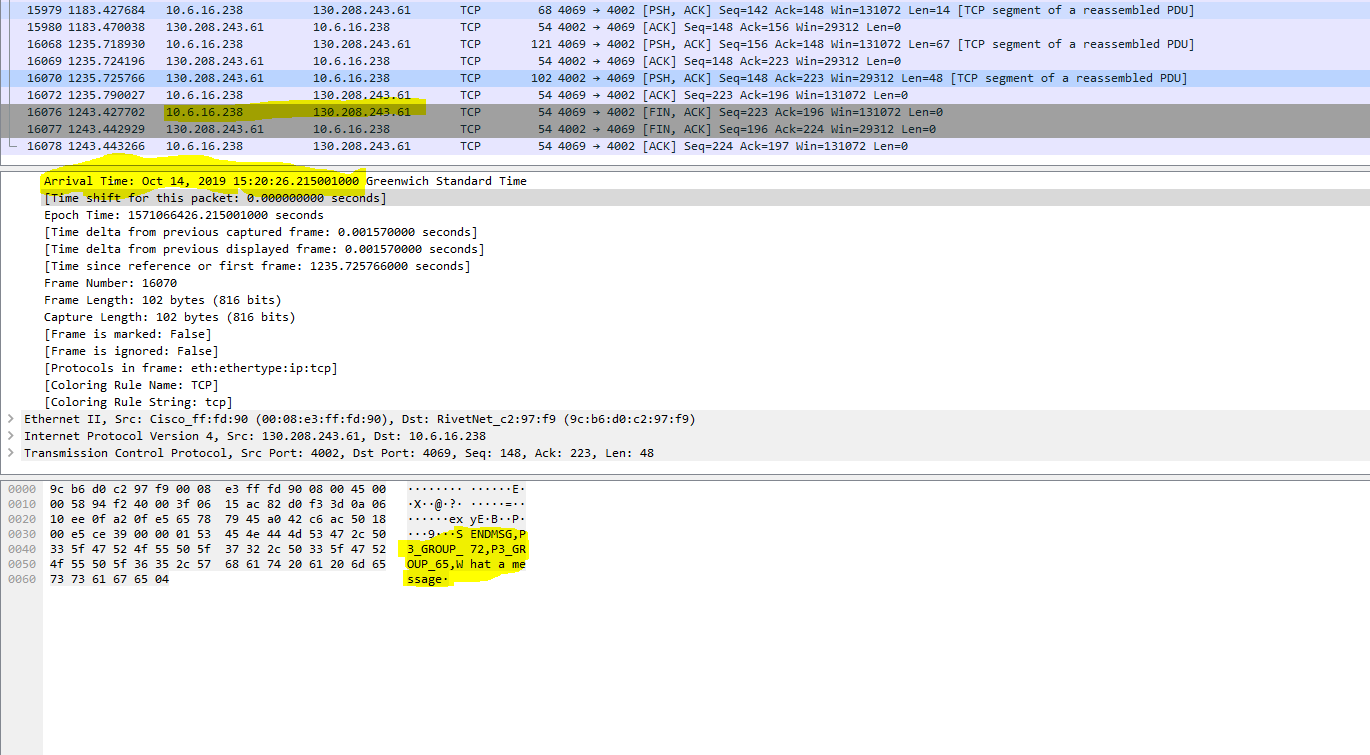 15979 1183.427684 10.6.16.238 130.208.243.61 TCP 68 4069 → 4002 [PSH, ACK] Seq=142 Ack=148 Win=131072 Len=14 [TCP segment of a reassembled PDU]
15980 1183.470038 130.208.243.61 10.6.16.238 TCP 54 4002 → 4069 [ACK] Seq=148 Ack=156 Win=29312 Len=0
16068 1235.718930 10.6.16.238 130.208.243.61 TCP 121 4069 → 4002 [PSH, ACK] Seq=156 Ack=148 Win=131072 Len=67 [TCP segment of a reassembled PDU]
16069 1235.724196 130.208.243.61 10.6.16.238 TCP 54 4002 → 4069 [ACK] Seq=148 Ack=223 Win=29312 Len=0
16070 1235.725766 130.208.243.61 10.6.16.238 TCP 102 4002 → 4069 [PSH, ACK] Seq=148 Ack=223 Win=29312 Len=48 [TCP segment of a reassembled PDU]
16072 1235.790027 10.6.16.238 130.208.243.61 TCP 54 4069 → 4002 [ACK] Seq=223 Ack=196 Win=131072 Len=0
16076 1243.427702 10.6.16.238 130.208.243.61 TCP 54 4069 → 4002 [FIN, ACK] Seq=223 Ack=196 Win=131072 Len=0
16077 1243.442929 130.208.243.61 10.6.16.238 TCP 54 4002 → 4069 [FIN, ACK] Seq=196 Ack=224 Win=29312 Len=0
16078 1243.443266 10.6.16.238 130.208.243.61 TCP 54 4069 → 4002 [ACK] Seq=224 Ack=197 Win=131072 Len=0
Arrival Time: Oct 14, 2019 15:20:26.215001000 Greenwich Standard Time
[Time shift for this packet: 0.000000000 seconds]
Epoch Time: 1571066426.215001000 seconds
[Time delta from previous captured frame: 0.001570000 seconds]
[Time delta from previous displayed frame: 0.001570000 seconds]
[Time since reference or first frame: 1235.725766000 seconds]
Frame Number: 16070
Frame Length: 102 bytes (816 bits)
Capture Length: 102 bytes (816 bits)
[Frame is marked: False]
[Frame is ignored: False]
[Protocols in frame: eth:ethertype:ip:tcp]
[Coloring Rule Name: TCP]
[Coloring Rule String: tcp]
Ethernet II, Src: Cisco_ff:fd:90 (00:08:e3:ff:fd:90), Dst: RivetNet_c2:97:f9 (9c:b6:d0:c2:97:f9)
Internet Protocol Version 4, Src: 130.208.243.61, Dst: 10.6.16.238
Transmission Control Protocol, Src Port: 4002, Dst Port: 4069, Seq: 148, Ack: 223, Len: 48
0000 9c b6 d0 c2 97 f9 00 08 e3 ff fd 90 08 00 45 00 ········ ······E·
0010 00 58 94 f2 40 00 3f 06 15 ac 82 d0 f3 3d 0a 06 ·X··@·?· ·····=··
0020 10 ee 0f a2 0f e5 65 78 79 45 a0 42 c6 ac 50 18 ······ex yE·B··P·
0030 00 e5 ce 39 00 00 01 53 45 4e 44 4d 53 47 2c 50 ···9···S ENDMSG,P
0040 33 5f 47 52 4f 55 50 5f 37 32 2c 50 33 5f 47 52 3_GROUP_ 72,P3_GR
0050 4f 55 50 5f 36 35 2c 57 68 61 74 20 61 20 6d 65 OUP_65,W hat a me
0060 73 73 61 67 65 04 ssage·